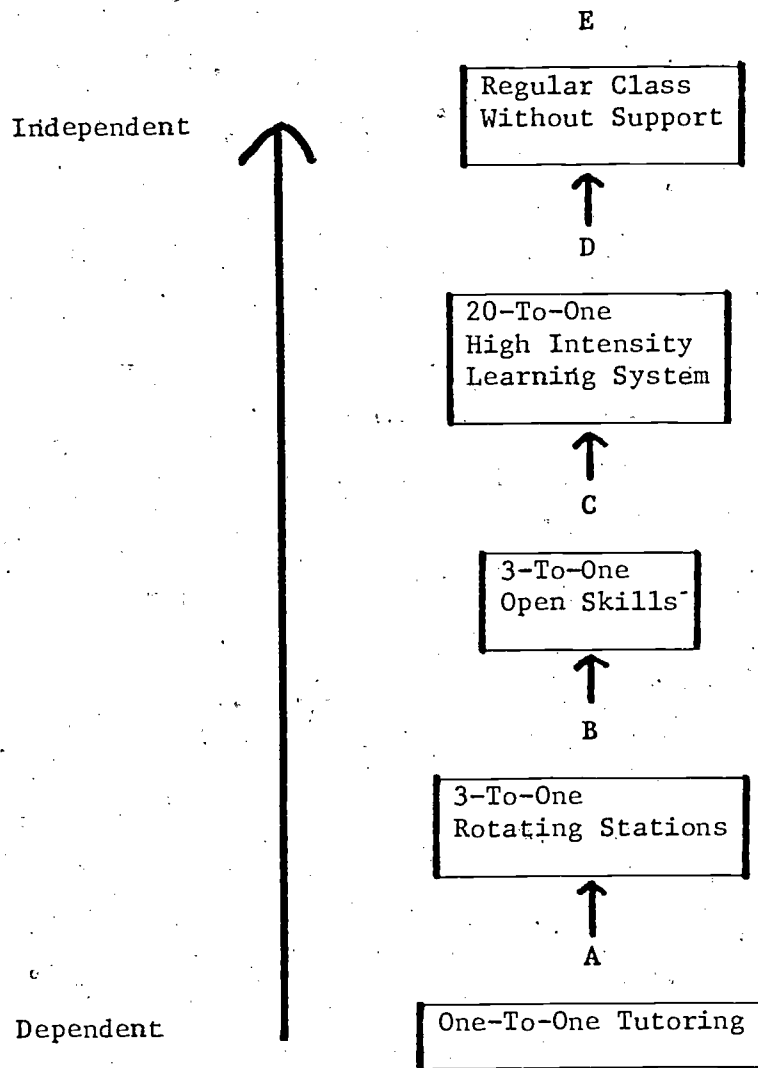 E
Regular Class
Without Support
Independent
D
20-To-One
High Intensity
Learning System
C
3-To-One
Open Skills
B
3-To-One
Rotating Stations
A
One-To-One Tutoring
Dependent